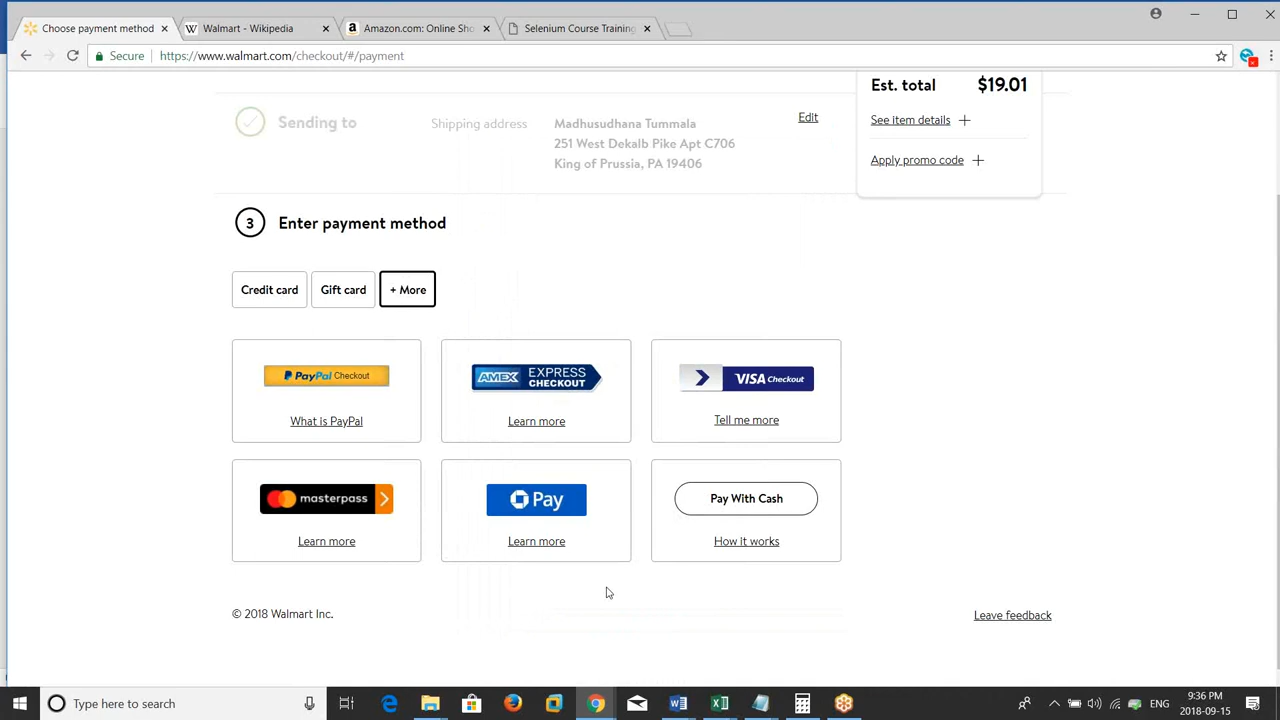 Choose payment method
Walmart - Wikipedia
Amazon.com: Online Sho
Selenium Course Training
Secure
https://www.walmart.com/checkout/#/payment
Est. total $19.01
Sending to
Shipping address
Madhusudhana Tummala
Edit
See item details
251 West Dekalb Pike Apt C706
King of Prussia, PA 19406
Apply promo code
3 Enter payment method
Credit card
Gift card
+ More
PayPal Checkout
AMEX EXPRESS CHECKOUT
VISA Checkout
What is PayPal
Learn more
Tell me more
masterpass
Pay
Pay With Cash
Learn more
Learn more
How it works
© 2018 Walmart Inc.
Leave feedback
Type here to search
9:36 PM
2018-09-15